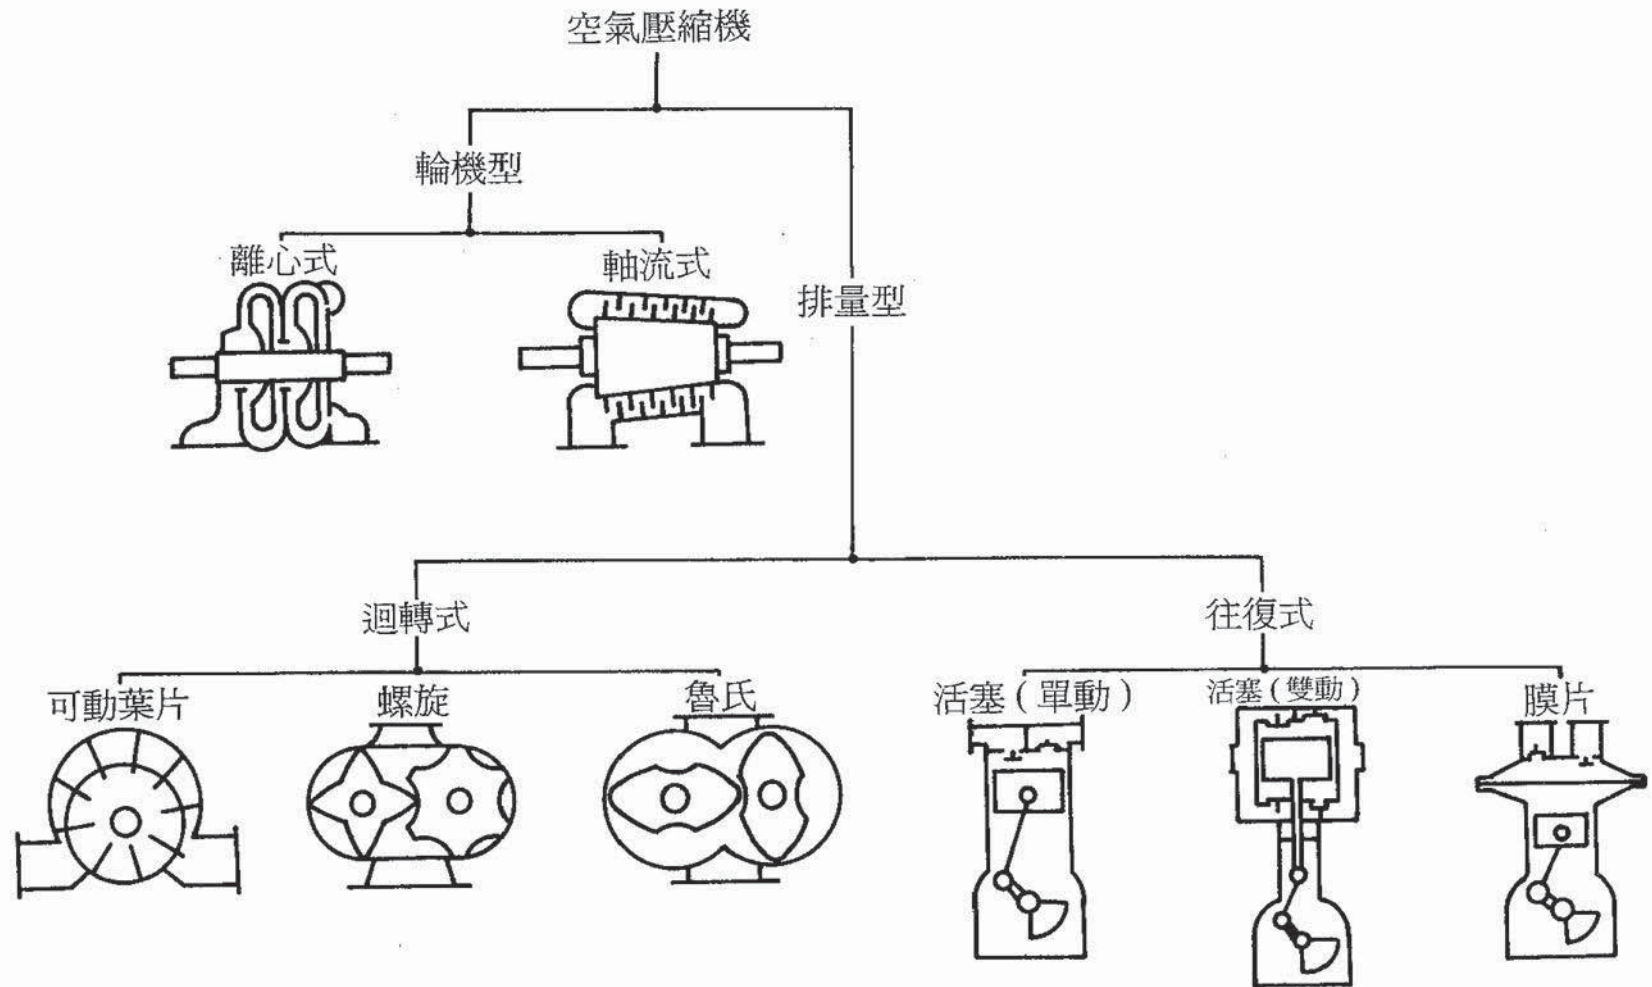 空氣壓縮機
輪機型
離心式
軸流式
排量型
迴轉式
往復式
可動葉片
螺旋
魯氏
活塞(單動)
活塞(雙動)
膜片